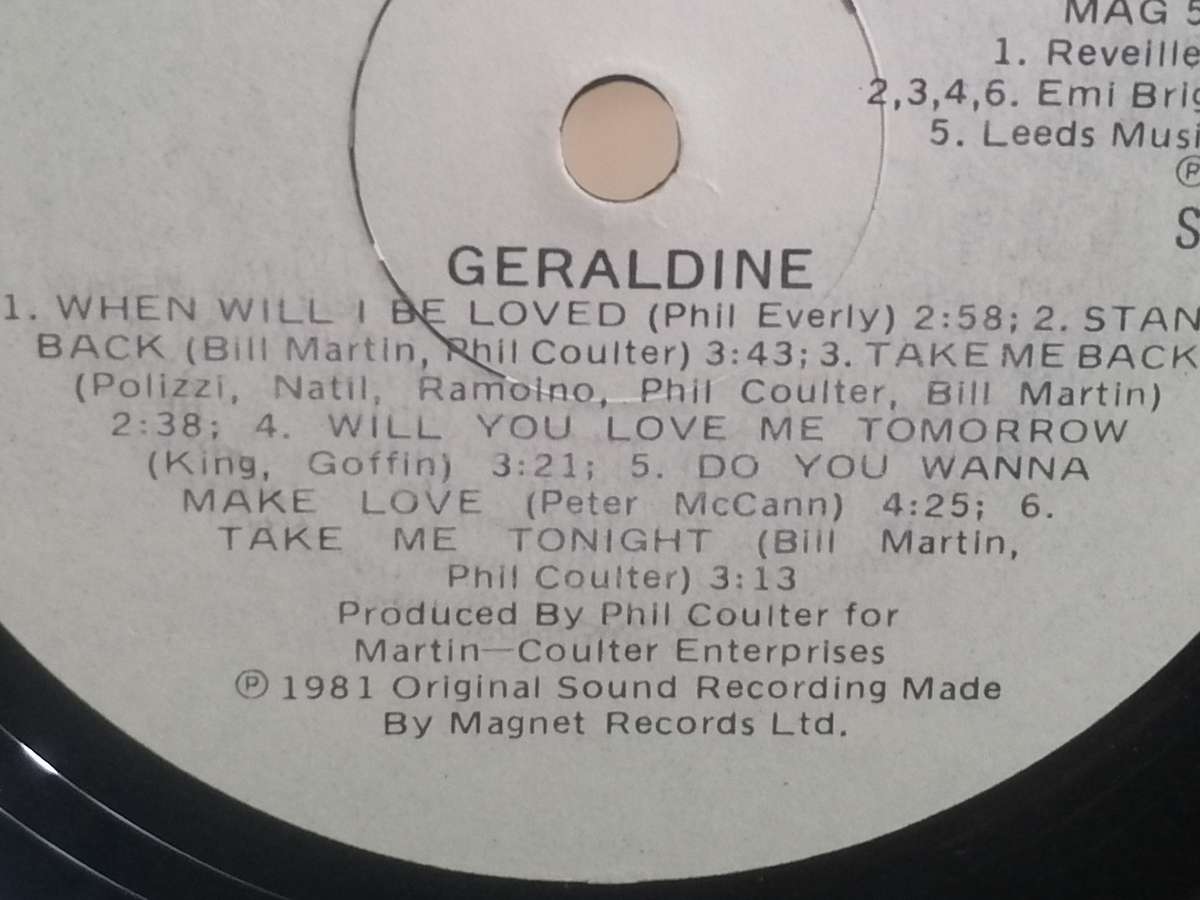 MAG 5
1. Reveille
2,3,4,6. Emi Brig
5. Leeds Musi
℗
S
GERALDINE
1. WHEN WILL I BE LOVED (Phil Everly) 2:58; 2. STAN
BACK (Bill Martin, Phil Coulter) 3:43; 3. TAKE ME BACK
(Polizzi, Natil, Ramoino, Phil Coulter, Bill Martin)
2:38; 4. WILL YOU LOVE ME TOMORROW
(King, Goffin) 3:21; 5. DO YOU WANNA
MAKE LOVE (Peter McCann) 4:25; 6.
TAKE ME TONIGHT (Bill Martin,
Phil Coulter) 3:13
Produced By Phil Coulter for
Martin—Coulter Enterprises
℗ 1981 Original Sound Recording Made
By Magnet Records Ltd.